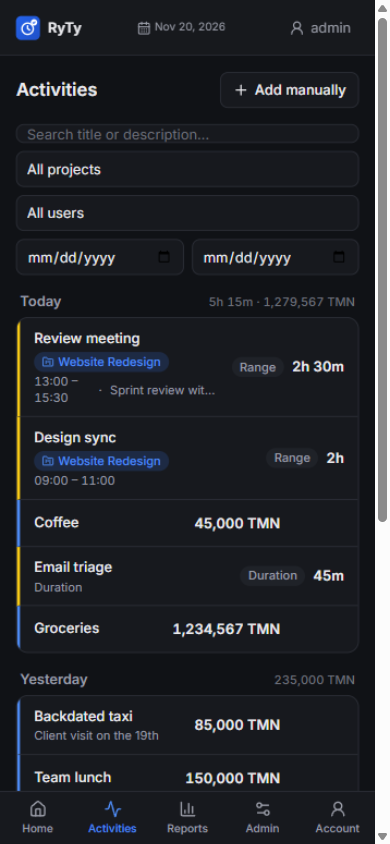 RyTy
Nov 20, 2026
admin
Activities
+ Add manually
Search title or description...
All projects
All users
mm/dd/yyyy
mm/dd/yyyy
Today
5h 15m · 1,279,567 TMN
Review meeting
Website Redesign
Range 2h 30m
13:00 –
15:30
· Sprint review wit...
Design sync
Website Redesign
Range 2h
09:00 – 11:00
Coffee
45,000 TMN
Email triage
Duration
Duration 45m
Groceries
1,234,567 TMN
Yesterday
235,000 TMN
Backdated taxi
Client visit on the 19th
85,000 TMN
Team lunch
150,000 TMN
Home
Activities
Reports
Admin
Account